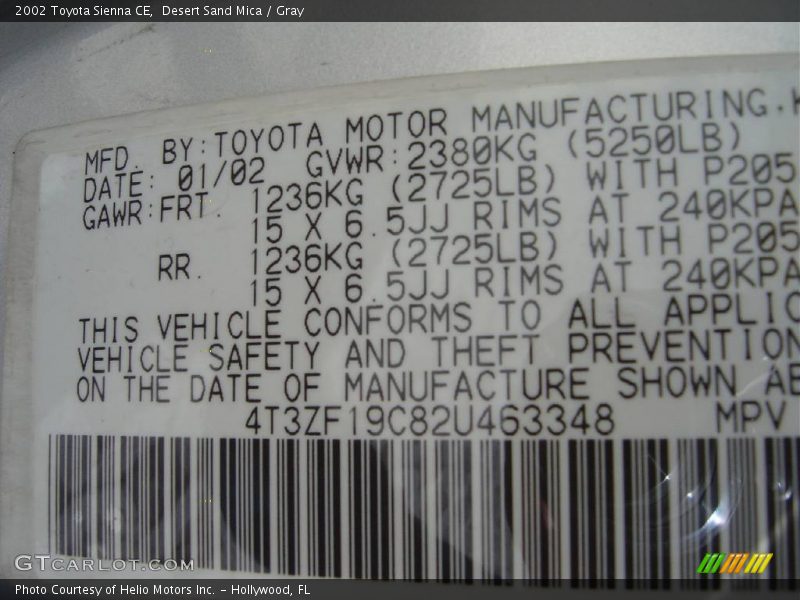 2002 Toyota Sienna CE,  Desert Sand Mica / Gray
MFD. BY:TOYOTA MOTOR MANUFACTURING.K
DATE: 01/02 GVWR:2380KG (5250LB)
GAWR:FRT. 1236KG (2725LB) WITH P205
15 X 6.5JJ RIMS AT 240KPA
RR. 1236KG (2725LB) WITH P205
15 X 6.5JJ RIMS AT 240KPA
THIS VEHICLE CONFORMS TO ALL APPLIC
VEHICLE SAFETY AND THEFT PREVENTION
ON THE DATE OF MANUFACTURE SHOWN AB
4T3ZF19C82U463348 MPV
GTCARLOT.COM
Photo Courtesy of Helio Motors Inc. - Hollywood, FL